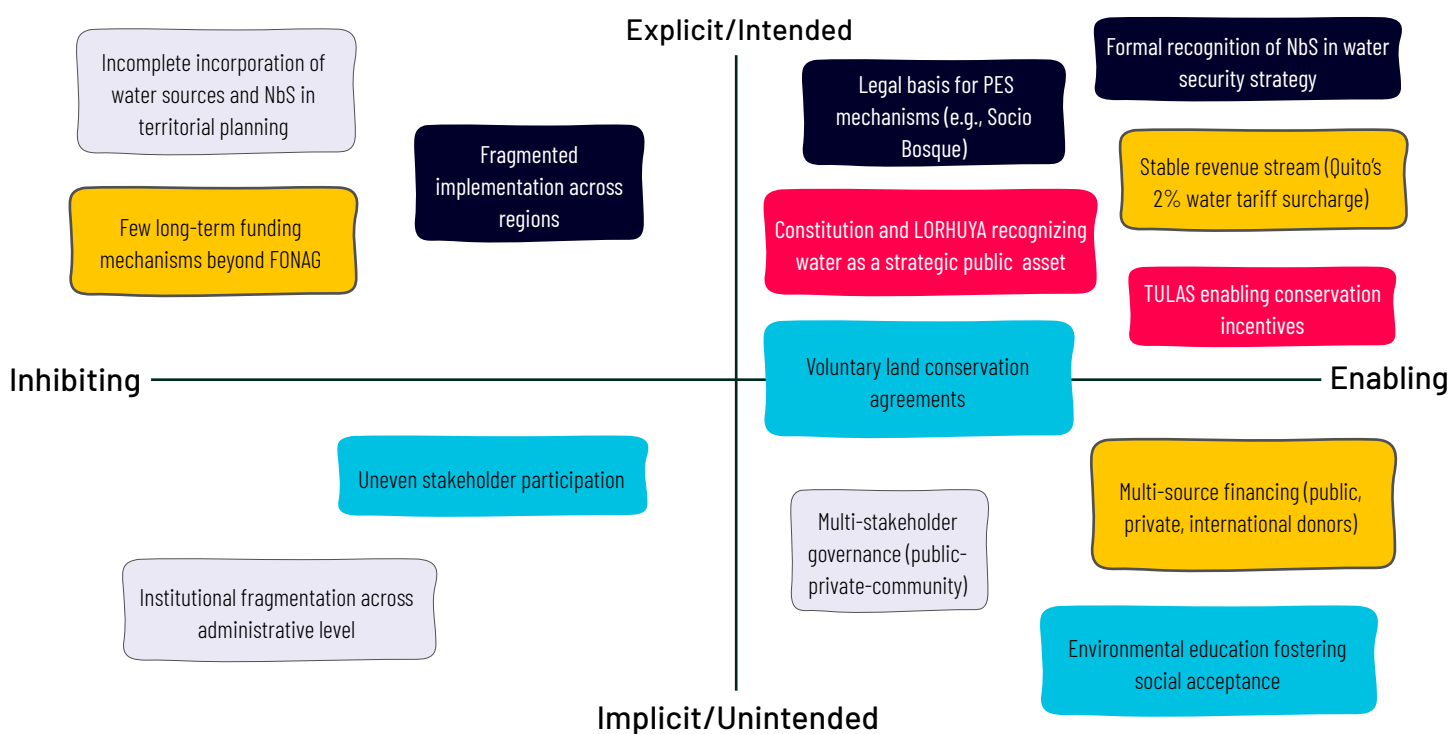 Explicit/Intended
Incomplete incorporation of
water sources and NbS in
territorial planning
Fragmented
implementation across
regions
Few long-term funding
mechanisms beyond FONAG
Legal basis for PES
mechanisms (e.g., Socio
Bosque)
Formal recognition of NbS in water
security strategy
Stable revenue stream (Quito's
2% water tariff surcharge)
Constitution and LORHUYA recognizing
water as a strategic public asset
TULAS enabling conservation
incentives
Inhibiting
Voluntary land conservation
agreements
Enabling
Uneven stakeholder participation
Institutional fragmentation across
administrative level
Multi-stakeholder
governance (public-
private-community)
Multi-source financing (public,
private, international donors)
Environmental education fostering
social acceptance
Implicit/Unintended